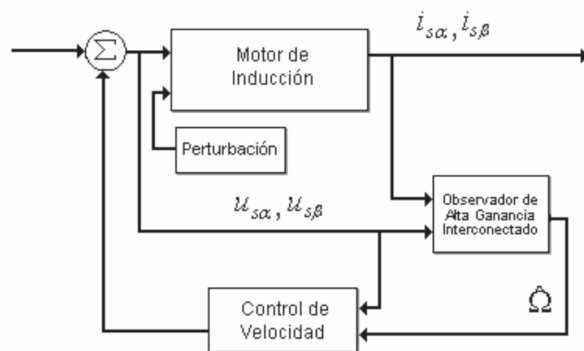 i_{sα}, i_{sβ}
Σ
Motor de
Inducción
Perturbación
u_{sα}, u_{sβ}
Observador de
Alta Ganancia
Interconectado
Ω̂
Control de
Velocidad